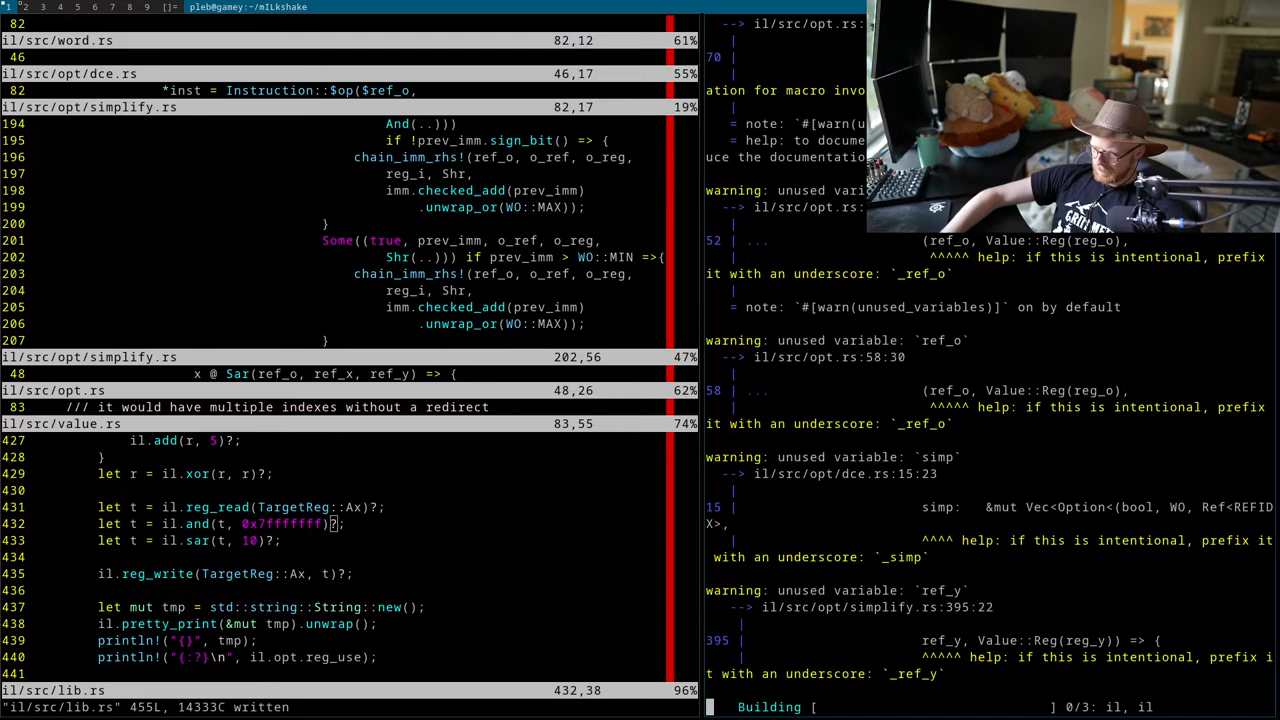 1 2 3 4 5 6 7 8 9 []= pleb@gamey:~/mILkshake
82
il/src/word.rs 82,12 61%
46
il/src/opt/dce.rs 46,17 55%
82 *inst = Instruction::$op($ref_o,
il/src/opt/simplify.rs 82,17 19%
194 And(..)))
195 if !prev_imm.sign_bit() => {
196 chain_imm_rhs!(ref_o, o_ref, o_reg,
197 reg_i, Shr,
198 imm.checked_add(prev_imm)
199 .unwrap_or(WO::MAX));
200 }
201 Some((true, prev_imm, o_ref, o_reg,
202 Shr(..))) if prev_imm > WO::MIN =>{
203 chain_imm_rhs!(ref_o, o_ref, o_reg,
204 reg_i, Shr,
205 imm.checked_add(prev_imm)
206 .unwrap_or(WO::MAX));
207 }
il/src/opt/simplify.rs 202,56 47%
48 x @ Sar(ref_o, ref_x, ref_y) => {
il/src/opt.rs 48,26 62%
83 /// it would have multiple indexes without a redirect
il/src/value.rs 83,55 74%
427 il.add(r, 5)?;
428 }
429 let r = il.xor(r, r)?;
430
431 let t = il.reg_read(TargetReg::Ax)?;
432 let t = il.and(t, 0x7fffffff)?;
433 let t = il.sar(t, 10)?;
434
435 il.reg_write(TargetReg::Ax, t)?;
436
437 let mut tmp = std::string::String::new();
438 il.pretty_print(&mut tmp).unwrap();
439 println!("{}", tmp);
440 println!("{:?}\n", il.opt.reg_use);
441
il/src/lib.rs 432,38 96%
"il/src/lib.rs" 455L, 14333C written
--> il/src/opt.rs:
|
70 |
|
ation for macro invo
|
= note: `#[warn(u
= help: to docume
uce the documentatio
warning: unused vari
--> il/src/opt.rs:
|
52 | ... (ref_o, Value::Reg(reg_o),
| ^^^^^ help: if this is intentional, prefix
it with an underscore: `_ref_o`
|
= note: `#[warn(unused_variables)]` on by default
warning: unused variable: `ref_o`
--> il/src/opt.rs:58:30
|
58 | ... (ref_o, Value::Reg(reg_o),
| ^^^^^ help: if this is intentional, prefix
it with an underscore: `_ref_o`
warning: unused variable: `simp`
--> il/src/opt/dce.rs:15:23
|
15 | simp: &mut Vec<Option<(bool, WO, Ref<REFID
X>,
| ^^^^ help: if this is intentional, prefix it
with an underscore: `_simp`
warning: unused variable: `ref_y`
--> il/src/opt/simplify.rs:395:22
|
395 | ref_y, Value::Reg(reg_y)) => {
| ^^^^^ help: if this is intentional, prefix i
t with an underscore: `_ref_y`
Building [ ] 0/3: il, il